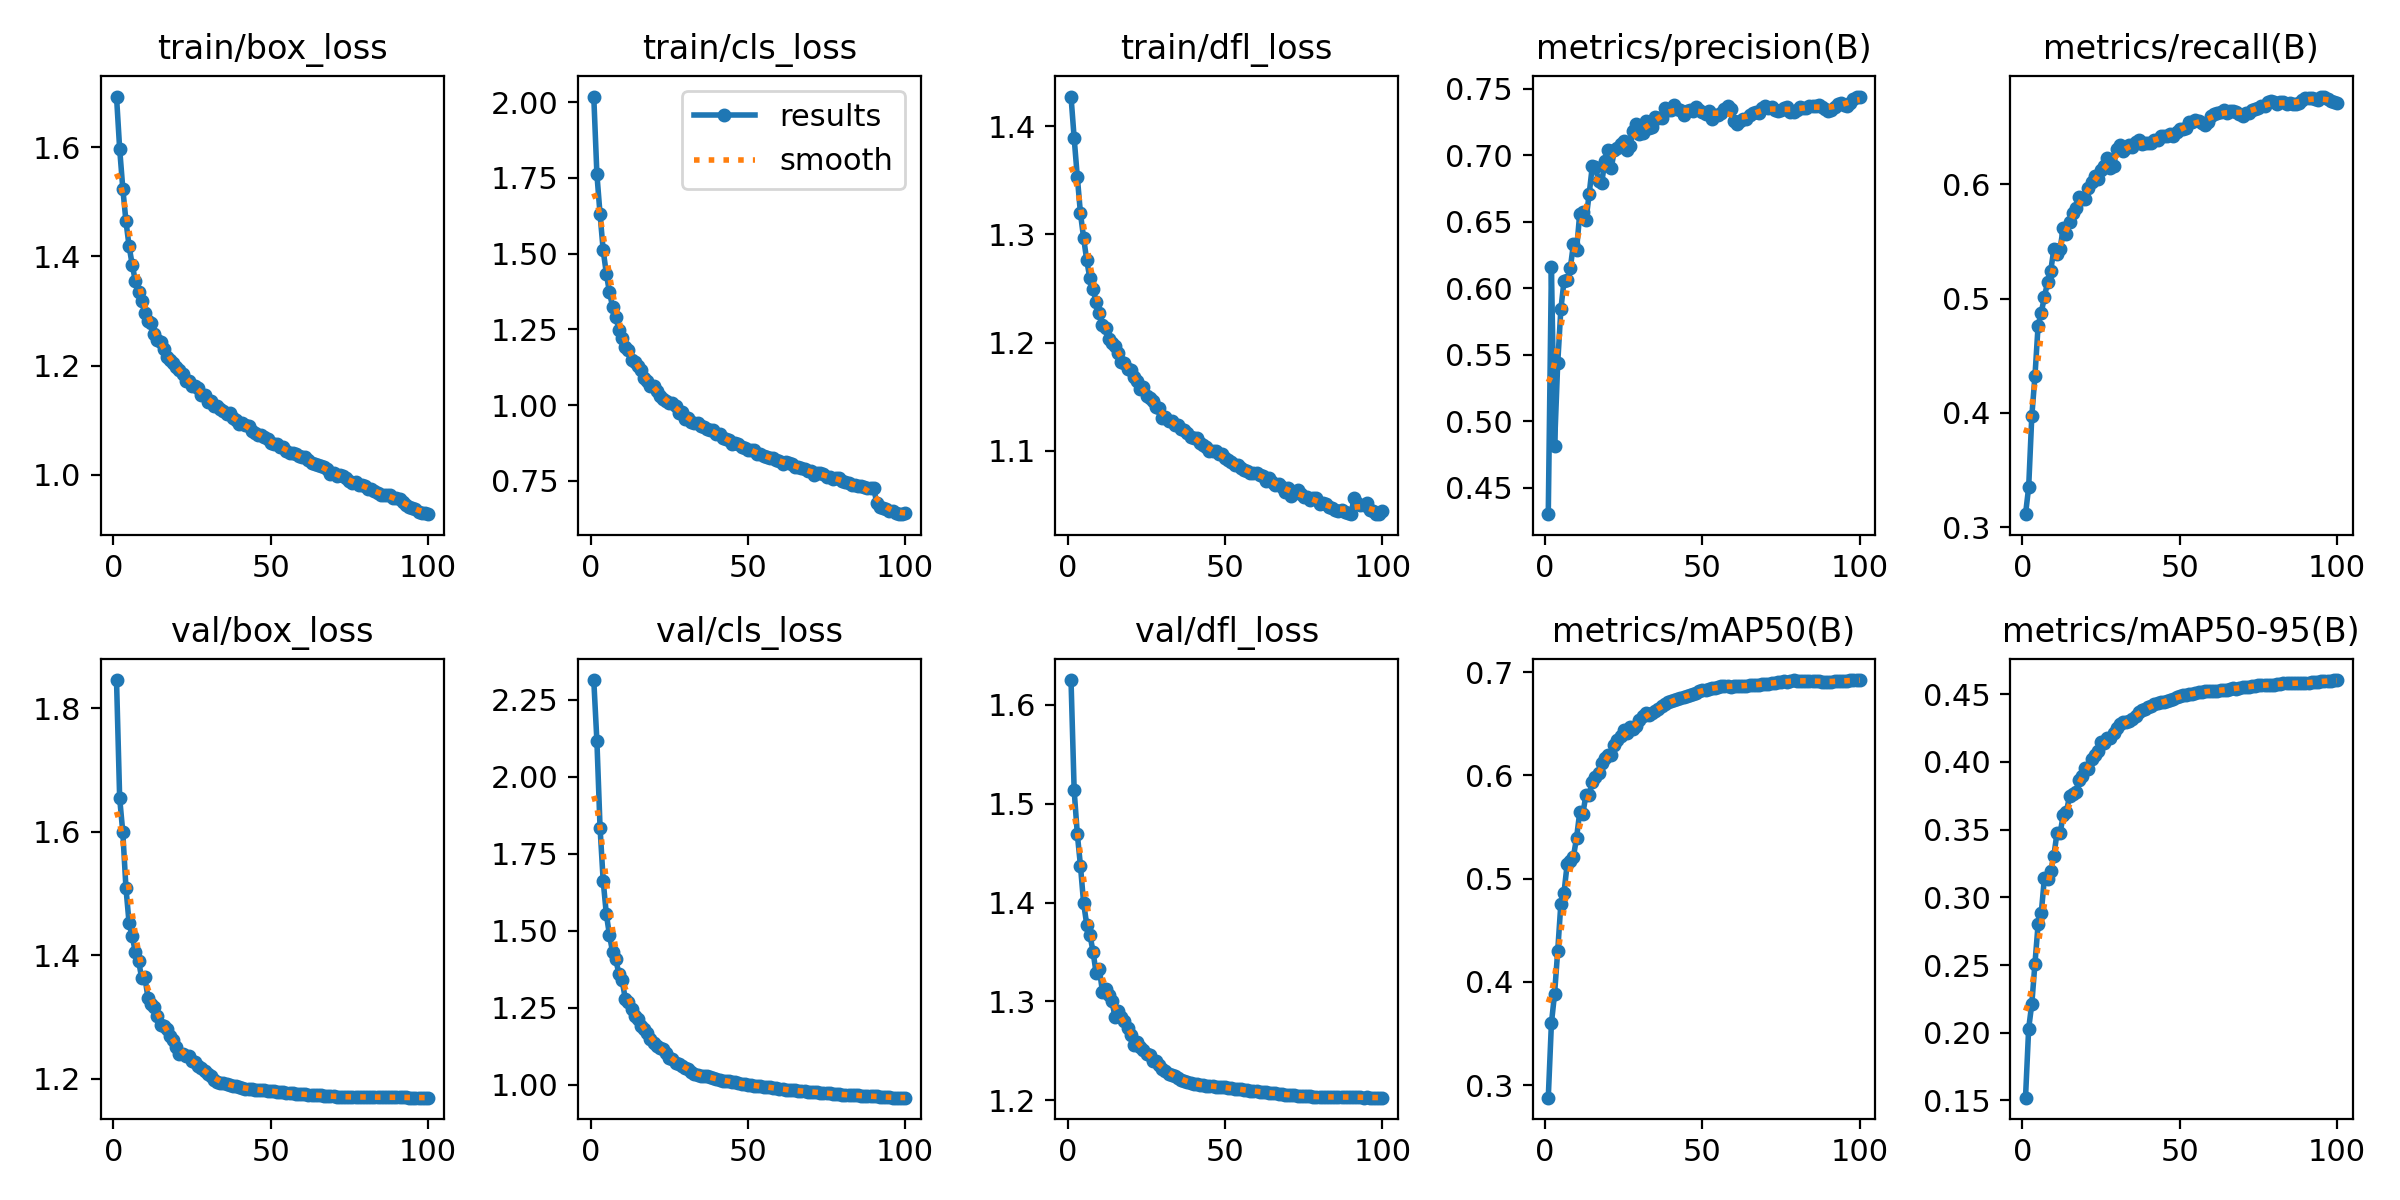 train/box_loss
1.6
1.4
1.2
1.0
0 50 100
train/cls_loss
results
smooth
2.00
1.75
1.50
1.25
1.00
0.75
0 50 100
train/dfl_loss
1.4
1.3
1.2
1.1
0 50 100
metrics/precision(B)
0.75
0.70
0.65
0.60
0.55
0.50
0.45
0 50 100
metrics/recall(B)
0.6
0.5
0.4
0.3
0 50 100
val/box_loss
1.8
1.6
1.4
1.2
0 50 100
val/cls_loss
2.25
2.00
1.75
1.50
1.25
1.00
0 50 100
val/dfl_loss
1.6
1.5
1.4
1.3
1.2
0 50 100
metrics/mAP50(B)
0.7
0.6
0.5
0.4
0.3
0 50 100
metrics/mAP50-95(B)
0.45
0.40
0.35
0.30
0.25
0.20
0.15
0 50 100